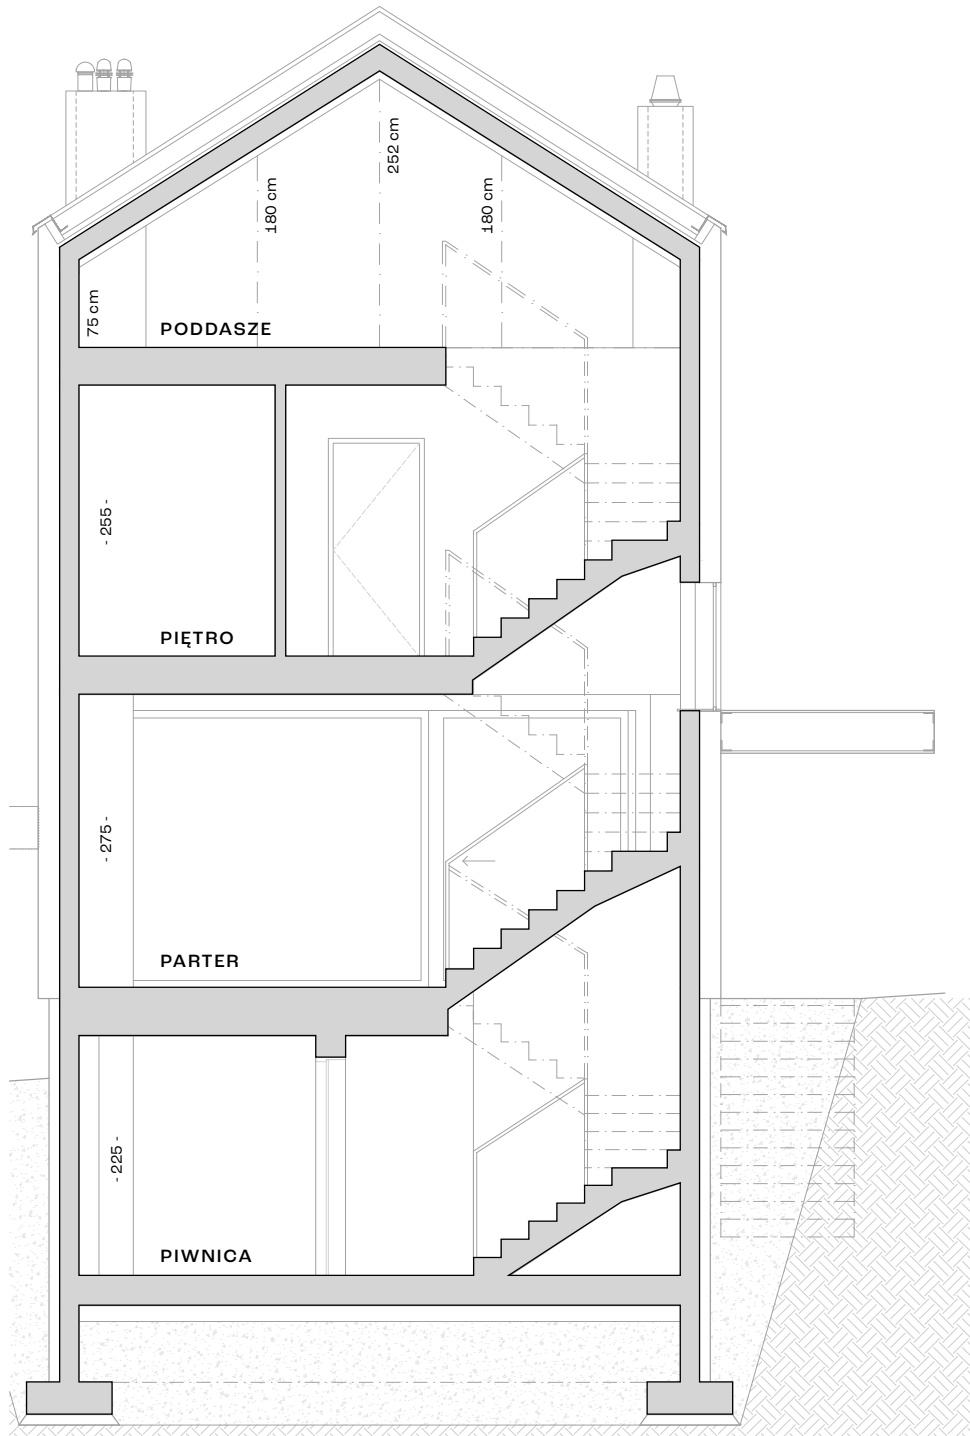 252 cm
180 cm
180 cm
75 cm
PODDASZE
- 255 -
PIĘTRO
- 275 -
PARTER
- 225 -
PIWNICA